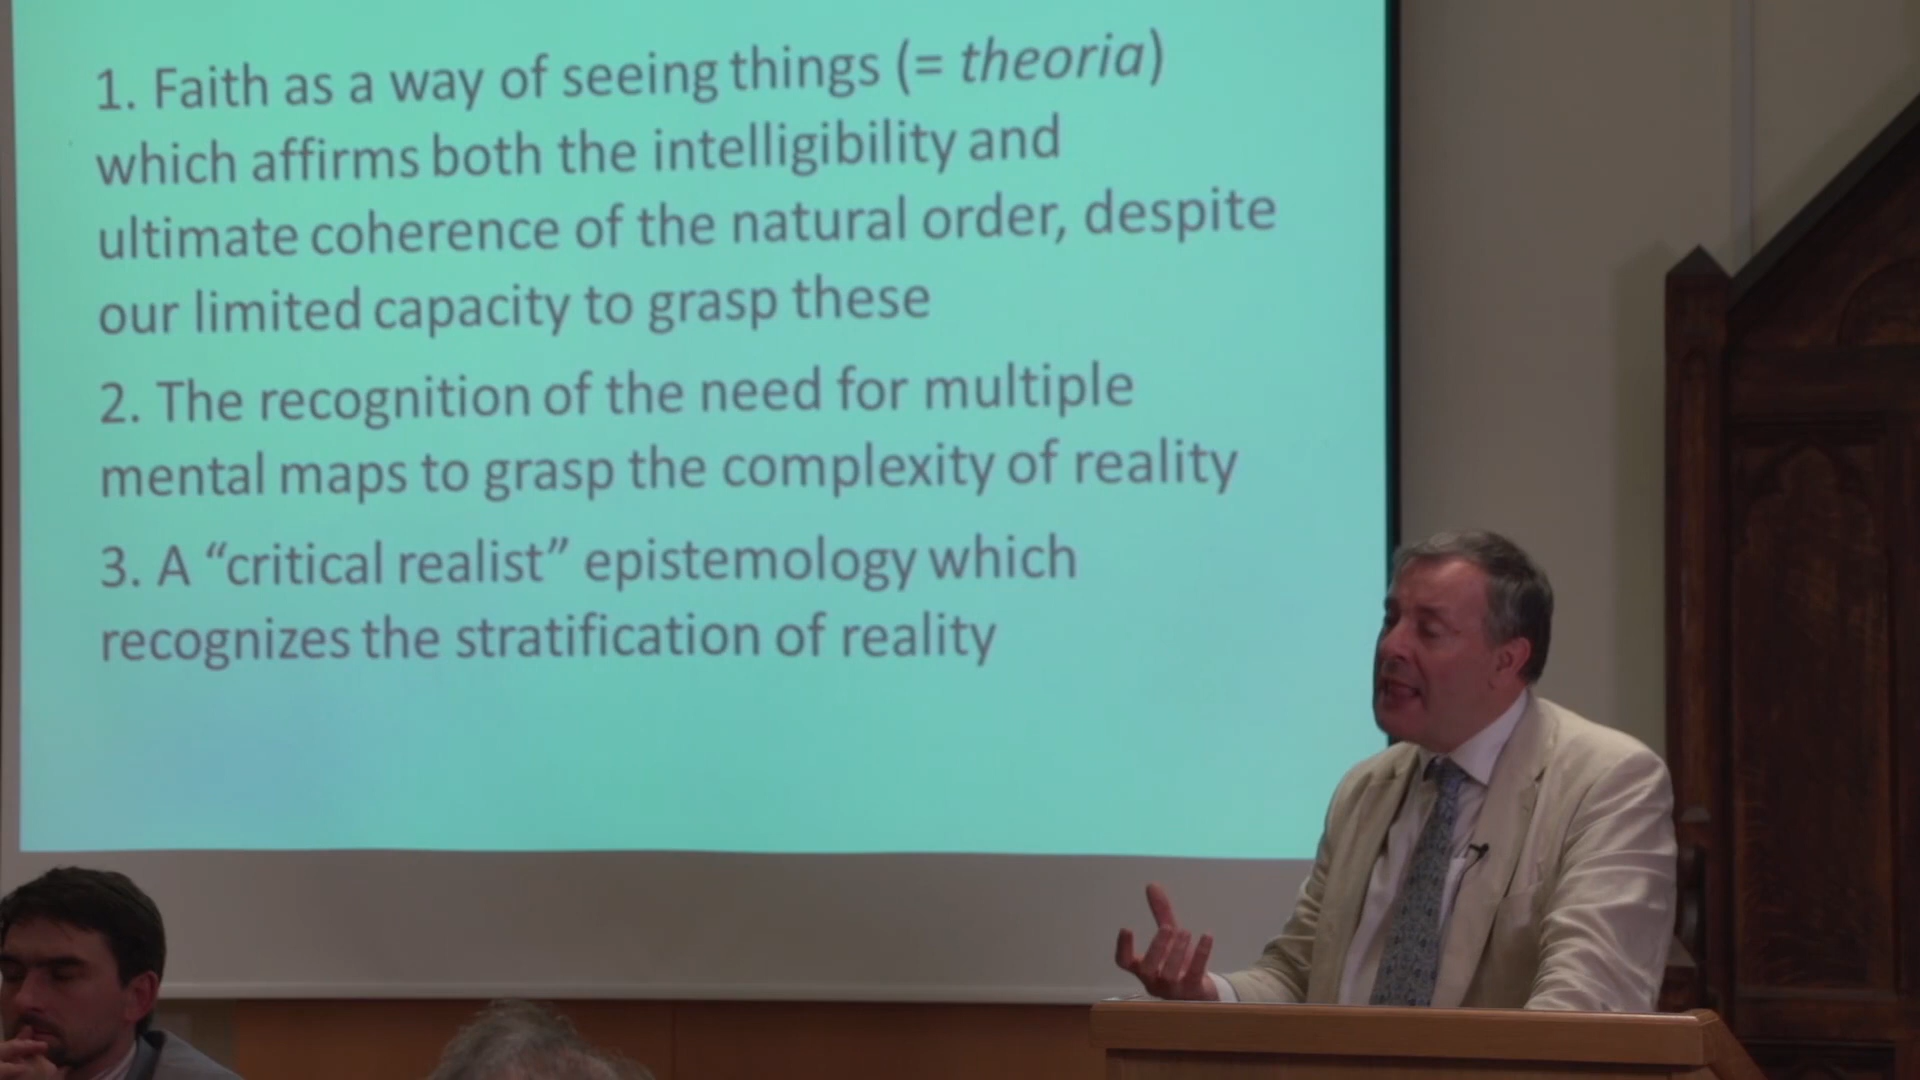 1. Faith as a way of seeing things (= theoria)
which affirms both the intelligibility and
ultimate coherence of the natural order, despite
our limited capacity to grasp these
2. The recognition of the need for multiple
mental maps to grasp the complexity of reality
3. A “critical realist” epistemology which
recognizes the stratification of reality